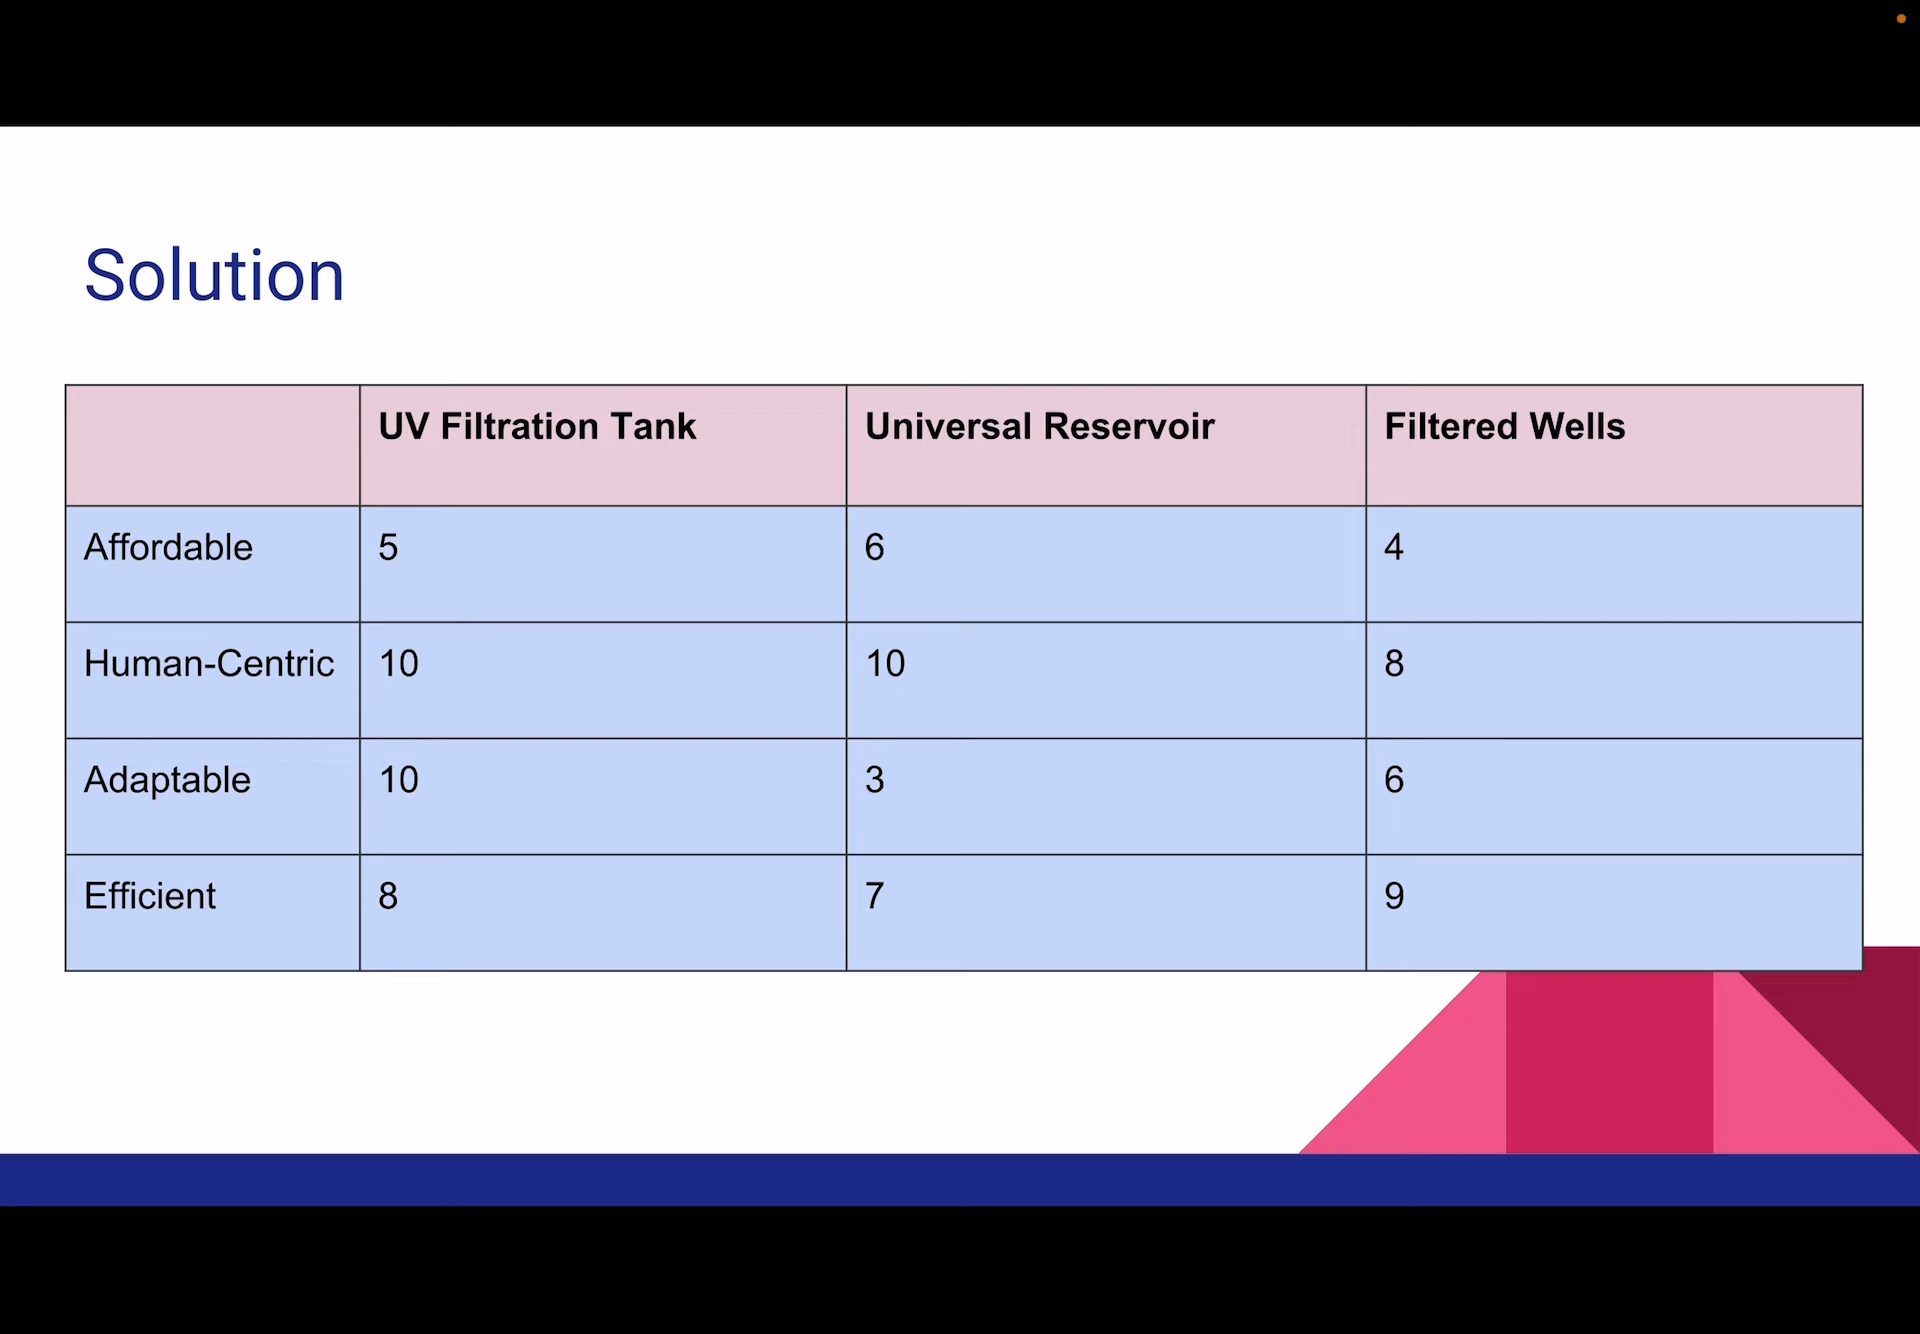 Solution
UV Filtration Tank Universal Reservoir Filtered Wells
Affordable 5 6 4
Human-Centric 10 10 8
Adaptable 10 3 6
Efficient 8 7 9